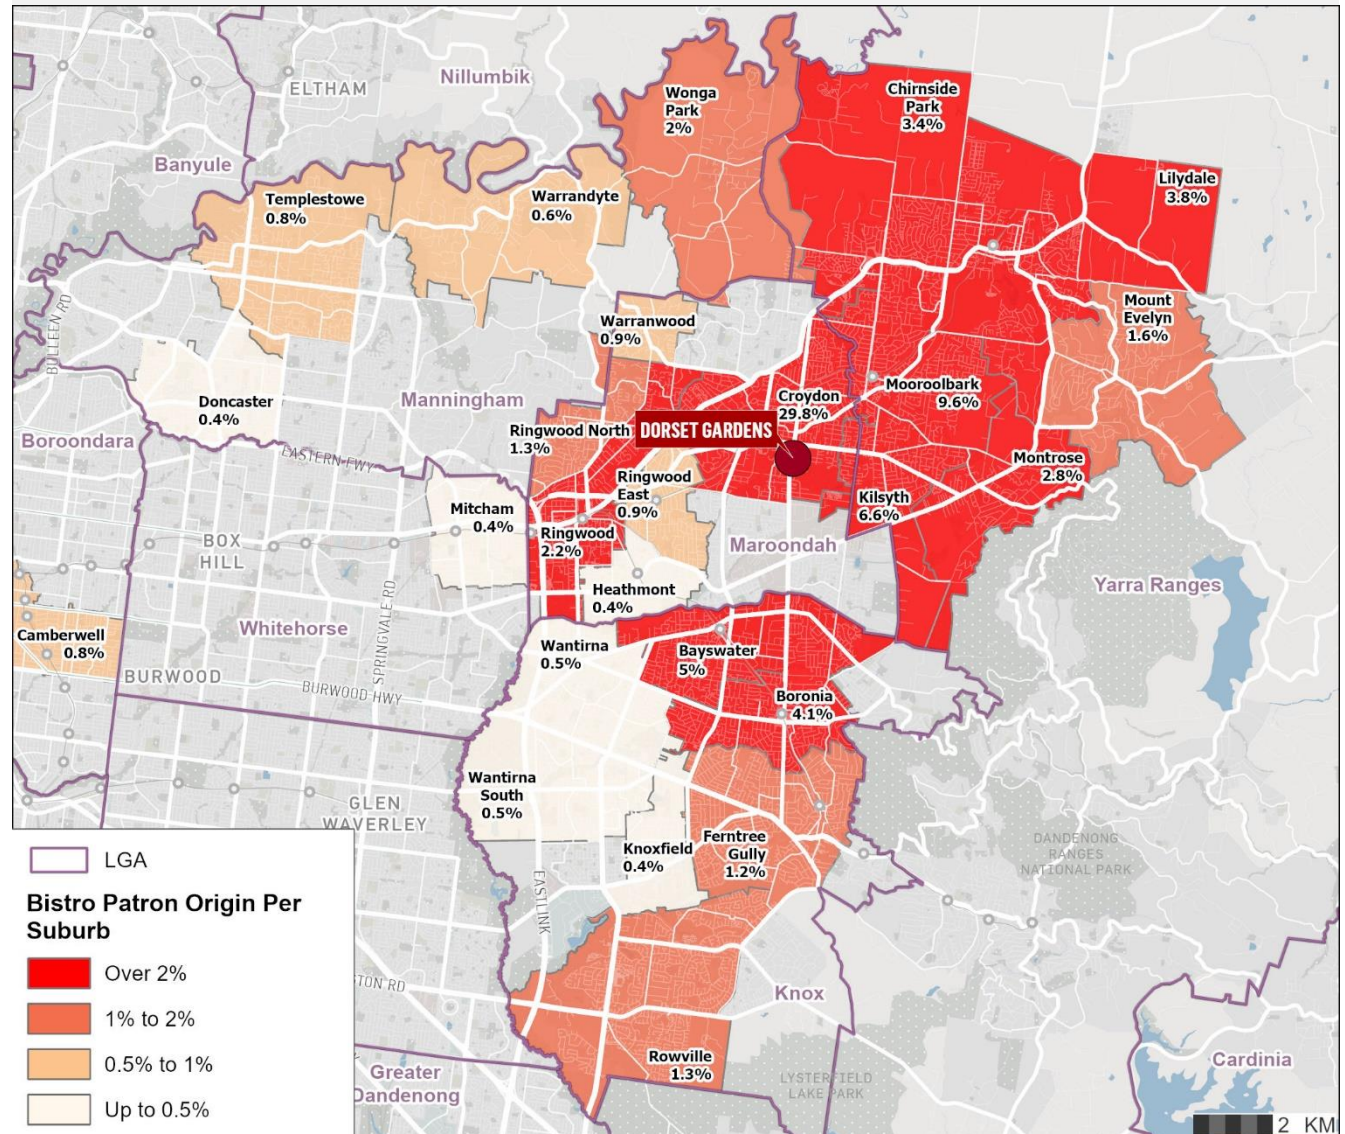 Nillumbik
ELTHAM
Banyule
Wonga
Park
2%
Chirnside
Park
3.4%
Lilydale
3.8%
Templestowe
0.8%
Warrandyte
0.6%
BULLEEN RD
Warranwood
0.9%
Mount
Evelyn
1.6%
Doncaster
0.4%
Manningham
Croydon
29.8%
Mooroolbark
9.6%
Boroondara
EASTERN FWY
Ringwood North
1.3%
DORSET GARDENS
Montrose
2.8%
Ringwood
East
0.9%
Kilsyth
6.6%
Mitcham
0.4%
BOX
HILL
Ringwood
2.2%
Maroondah
Heathmont
0.4%
Yarra Ranges
Whitehorse
SPRINGVALE RD
Camberwell
0.8%
BURWOOD
BURWOOD HWY
Wantirna
0.5%
Bayswater
5%
Boronia
4.1%
Wantirna
South
0.5%
GLEN
WAVERLEY
Knoxfield
0.4%
Ferntree
Gully
1.2%
DANDENONG
RANGES
NATIONAL PARK
EASTLINK
Knox
Rowville
1.3%
LYSTERFIELD
LAKE PARK
Cardinia
Greater
Dandenong
LGA
Bistro Patron Origin Per
Suburb
Over 2%
1% to 2%
0.5% to 1%
Up to 0.5%
2 KM